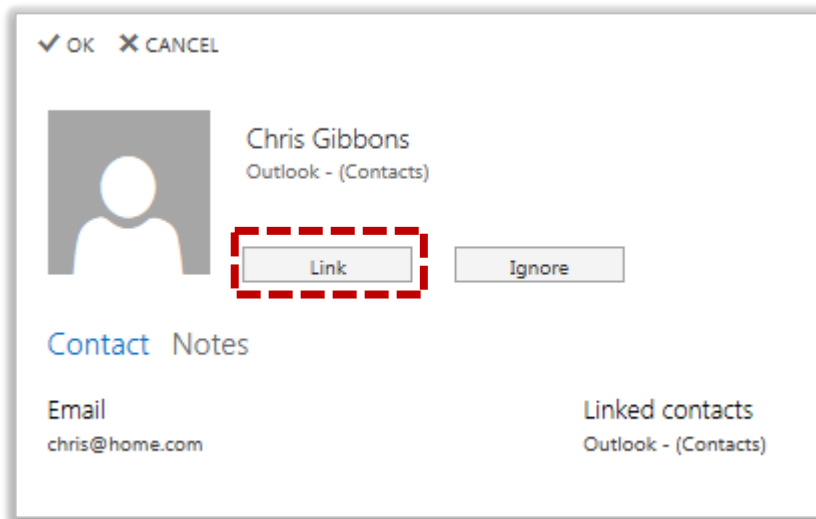 OK CANCEL
Chris Gibbons
Outlook - (Contacts)
Link Ignore
Contact Notes
Email
chris@home.com
Linked contacts
Outlook - (Contacts)